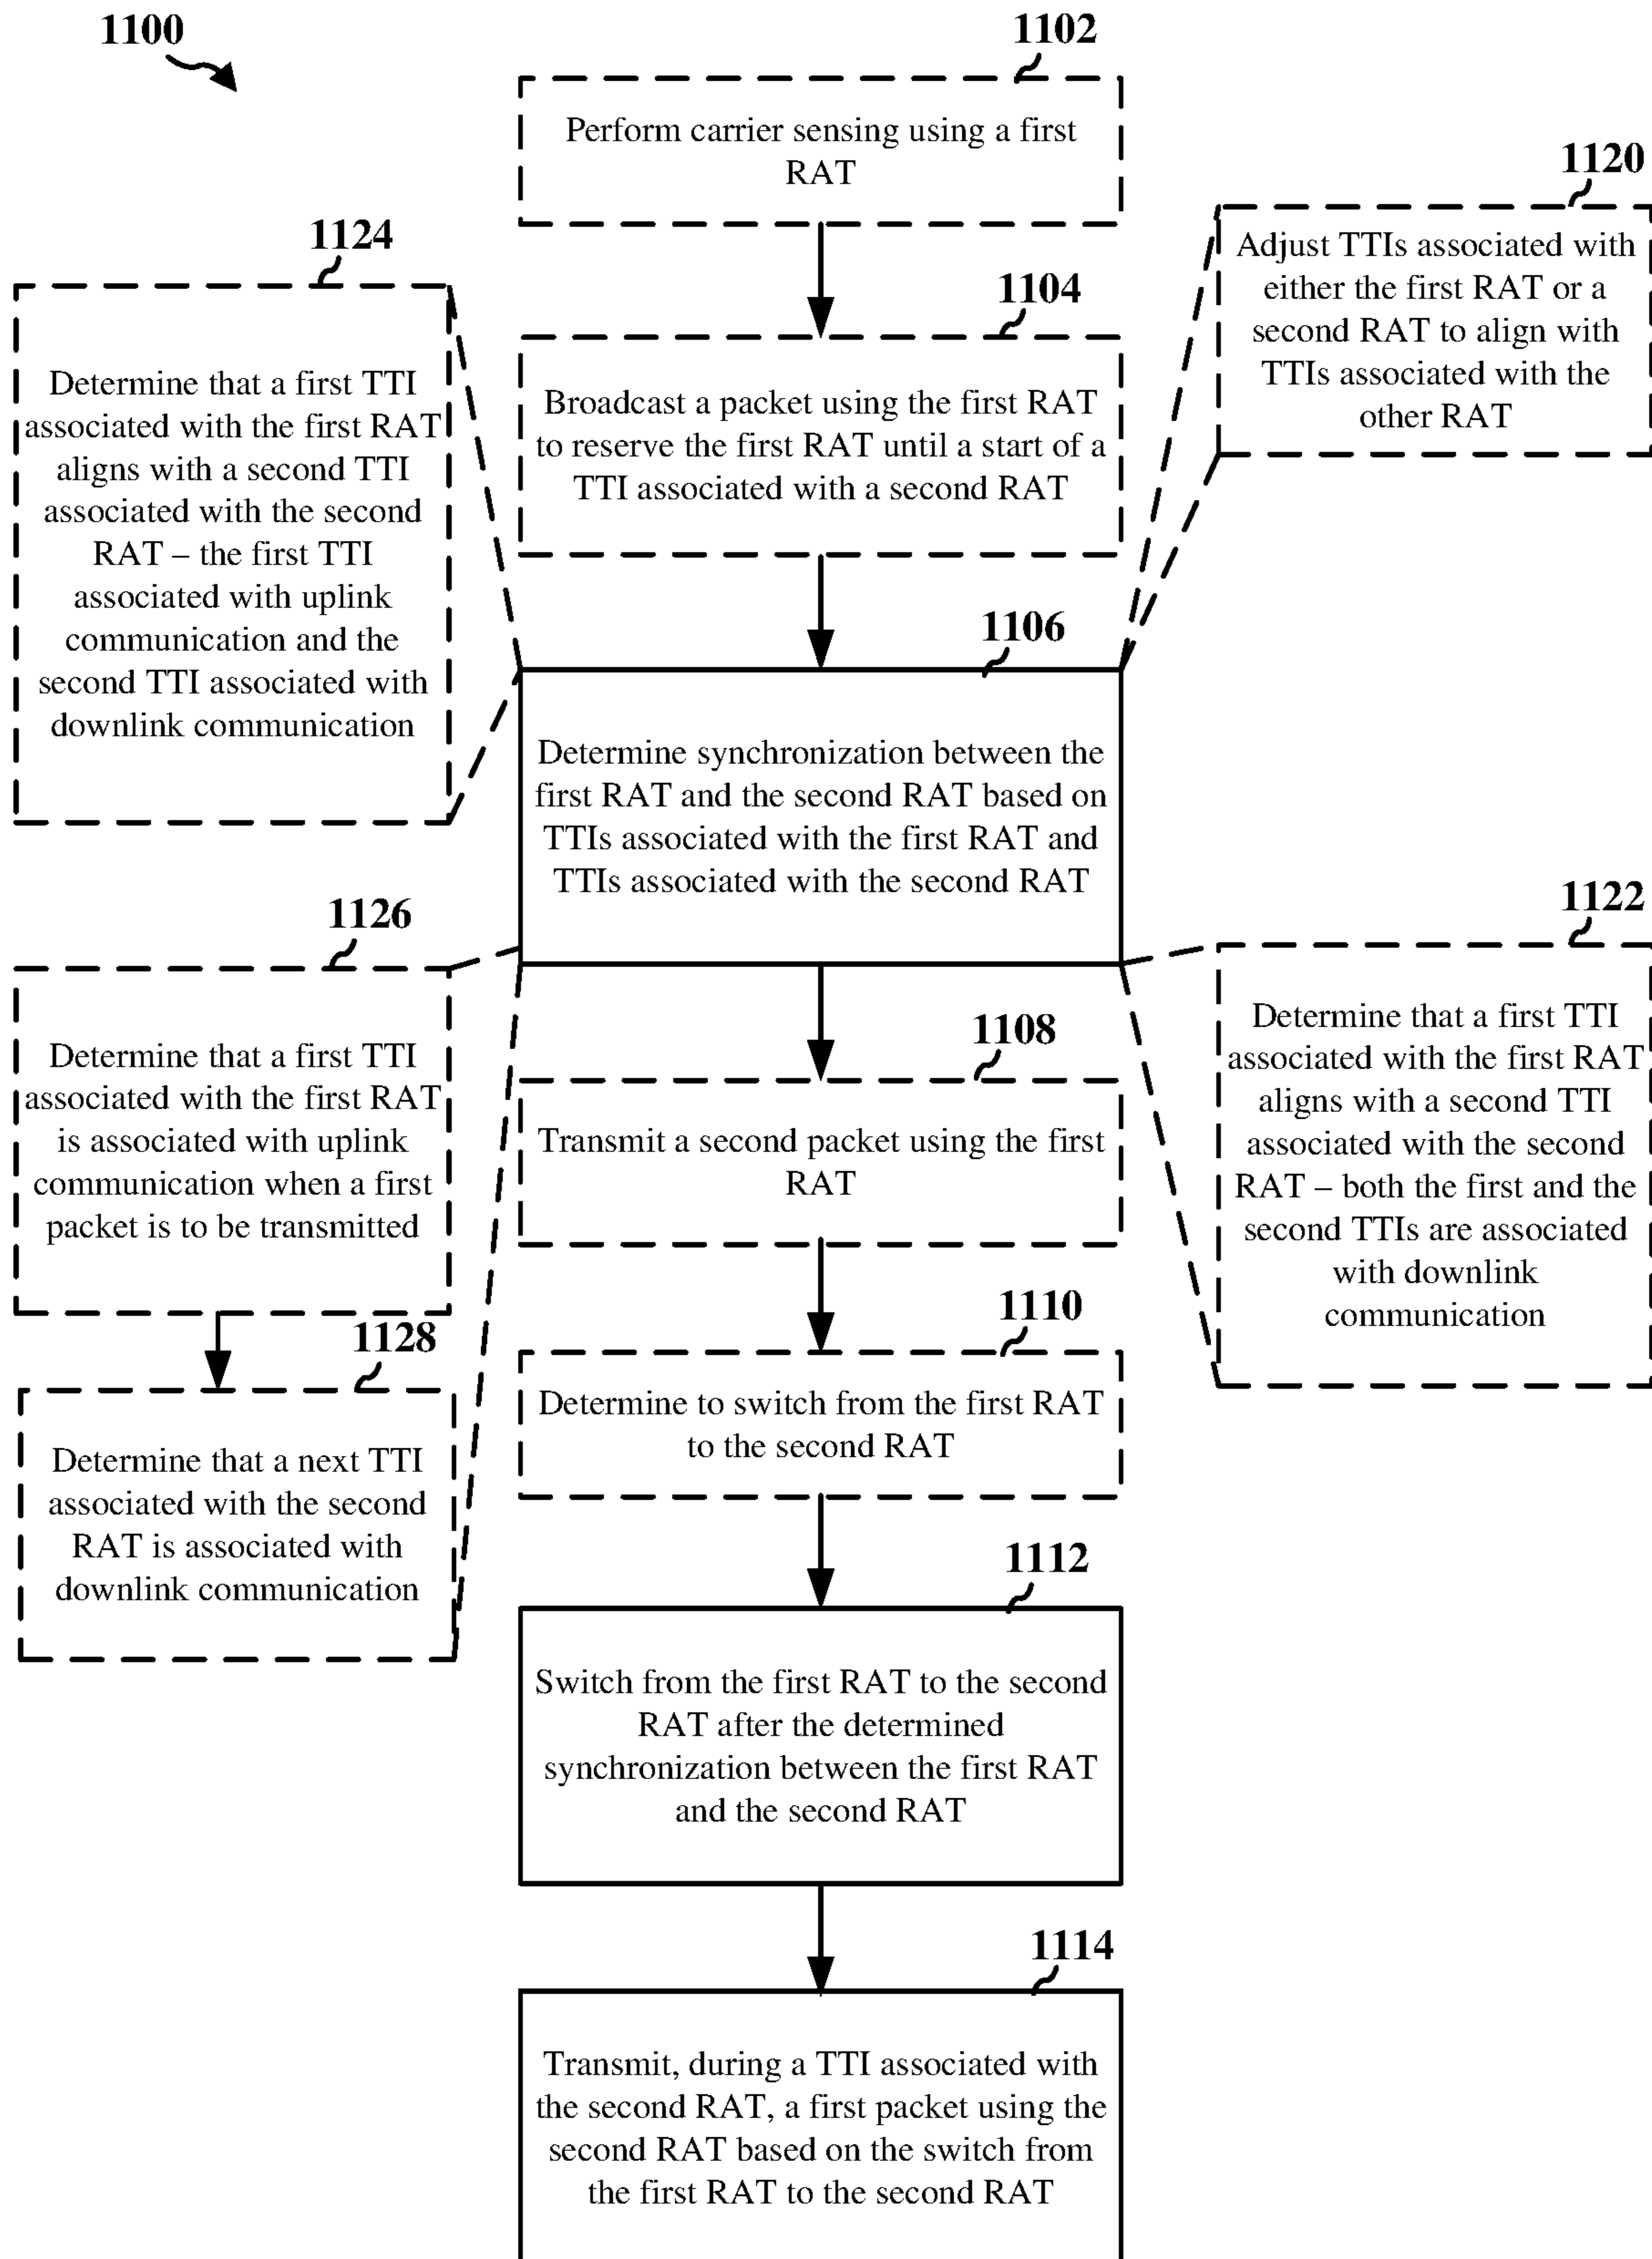 1100
1102
Perform carrier sensing using a first
RAT
1104
Broadcast a packet using the first RAT
to reserve the first RAT until a start of a
TTI associated with a second RAT
1120
Adjust TTIs associated with
either the first RAT or a
second RAT to align with
TTIs associated with the
other RAT
1124
Determine that a first TTI
associated with the first RAT
aligns with a second TTI
associated with the second
RAT – the first TTI
associated with uplink
communication and the
second TTI associated with
downlink communication
1106
Determine synchronization between the
first RAT and the second RAT based on
TTIs associated with the first RAT and
TTIs associated with the second RAT
1122
Determine that a first TTI
associated with the first RAT
aligns with a second TTI
associated with the second
RAT – both the first and the
second TTIs are associated
with downlink
communication
1126
Determine that a first TTI
associated with the first RAT
is associated with uplink
communication when a first
packet is to be transmitted
1128
Determine that a next TTI
associated with the second
RAT is associated with
downlink communication
1108
Transmit a second packet using the first
RAT
1110
Determine to switch from the first RAT
to the second RAT
1112
Switch from the first RAT to the second
RAT after the determined
synchronization between the first RAT
and the second RAT
1114
Transmit, during a TTI associated with
the second RAT, a first packet using the
second RAT based on the switch from
the first RAT to the second RAT